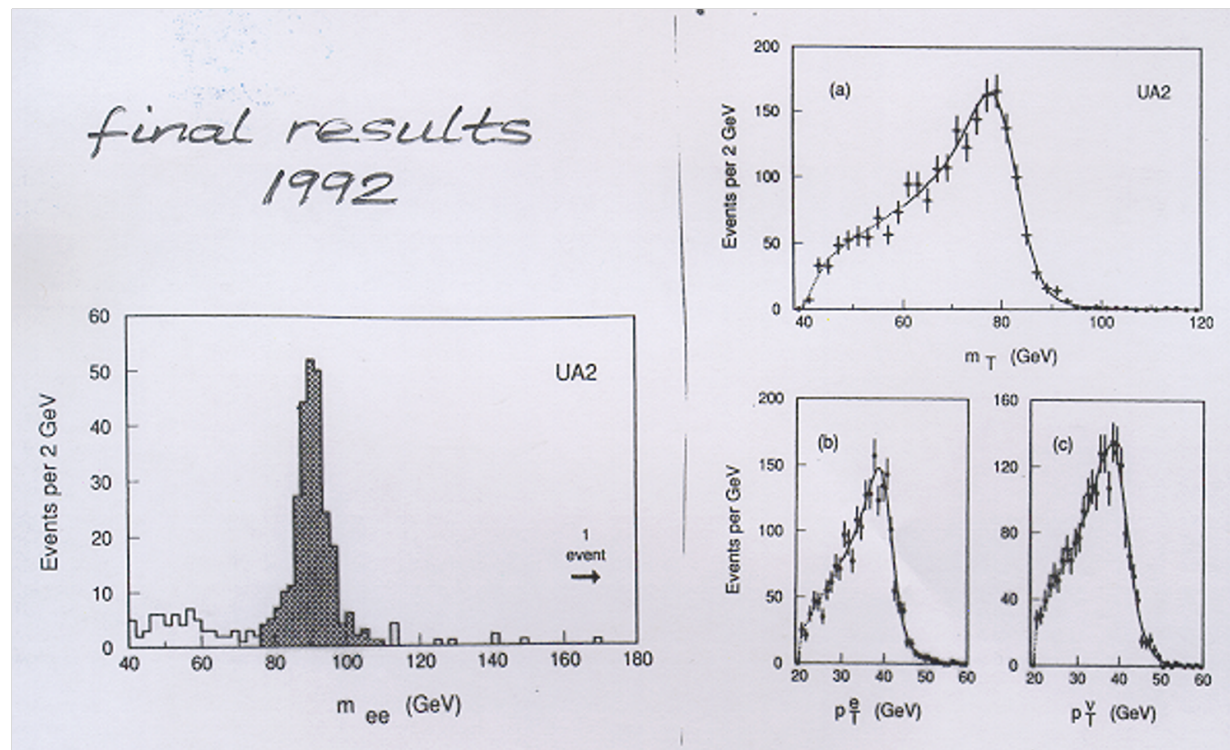 final results
1992
60
50
40
30
20
10
0
Events per 2 GeV
UA2
1
event
40 60 80 100 120 140 160 180
m ee (GeV)
200
150
100
50
0
Events per 2 GeV
(a)
UA2
40 60 80 100 120
m T (GeV)
200
150
100
50
0
Events per GeV
(b)
20 30 40 50 60
p e T (GeV)
160
120
80
40
0
(c)
20 30 40 50 60
p ν T (GeV)